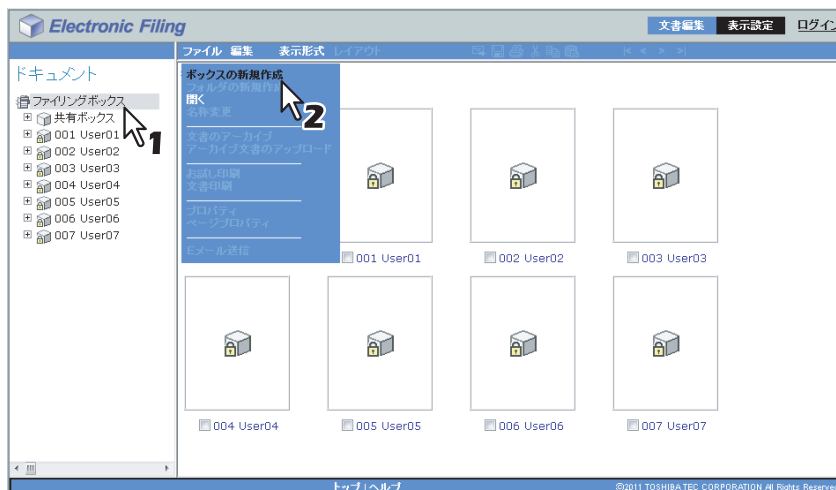 Electronic Filing
文書編集 表示設定 ログイン
ファイル 編集 表示形式 レイアウト
ドキュメント
ファイリングボックス
共有ボックス
001 User01
002 User02
003 User03
004 User04
005 User05
006 User06
007 User07
1
ボックスの新規作成
フォルダの新規作成
開く
名称変更
文書のアーカイブ
アーカイブ文書のアップロード
お試し印刷
文書印刷
プロパティ
ページプロパティ
Eメール送信
2
001 User01 002 User02 003 User03
004 User04 005 User05 006 User06 007 User07
トップ | ヘルプ
©2011 TOSHIBA TEC CORPORATION All Rights Reserved